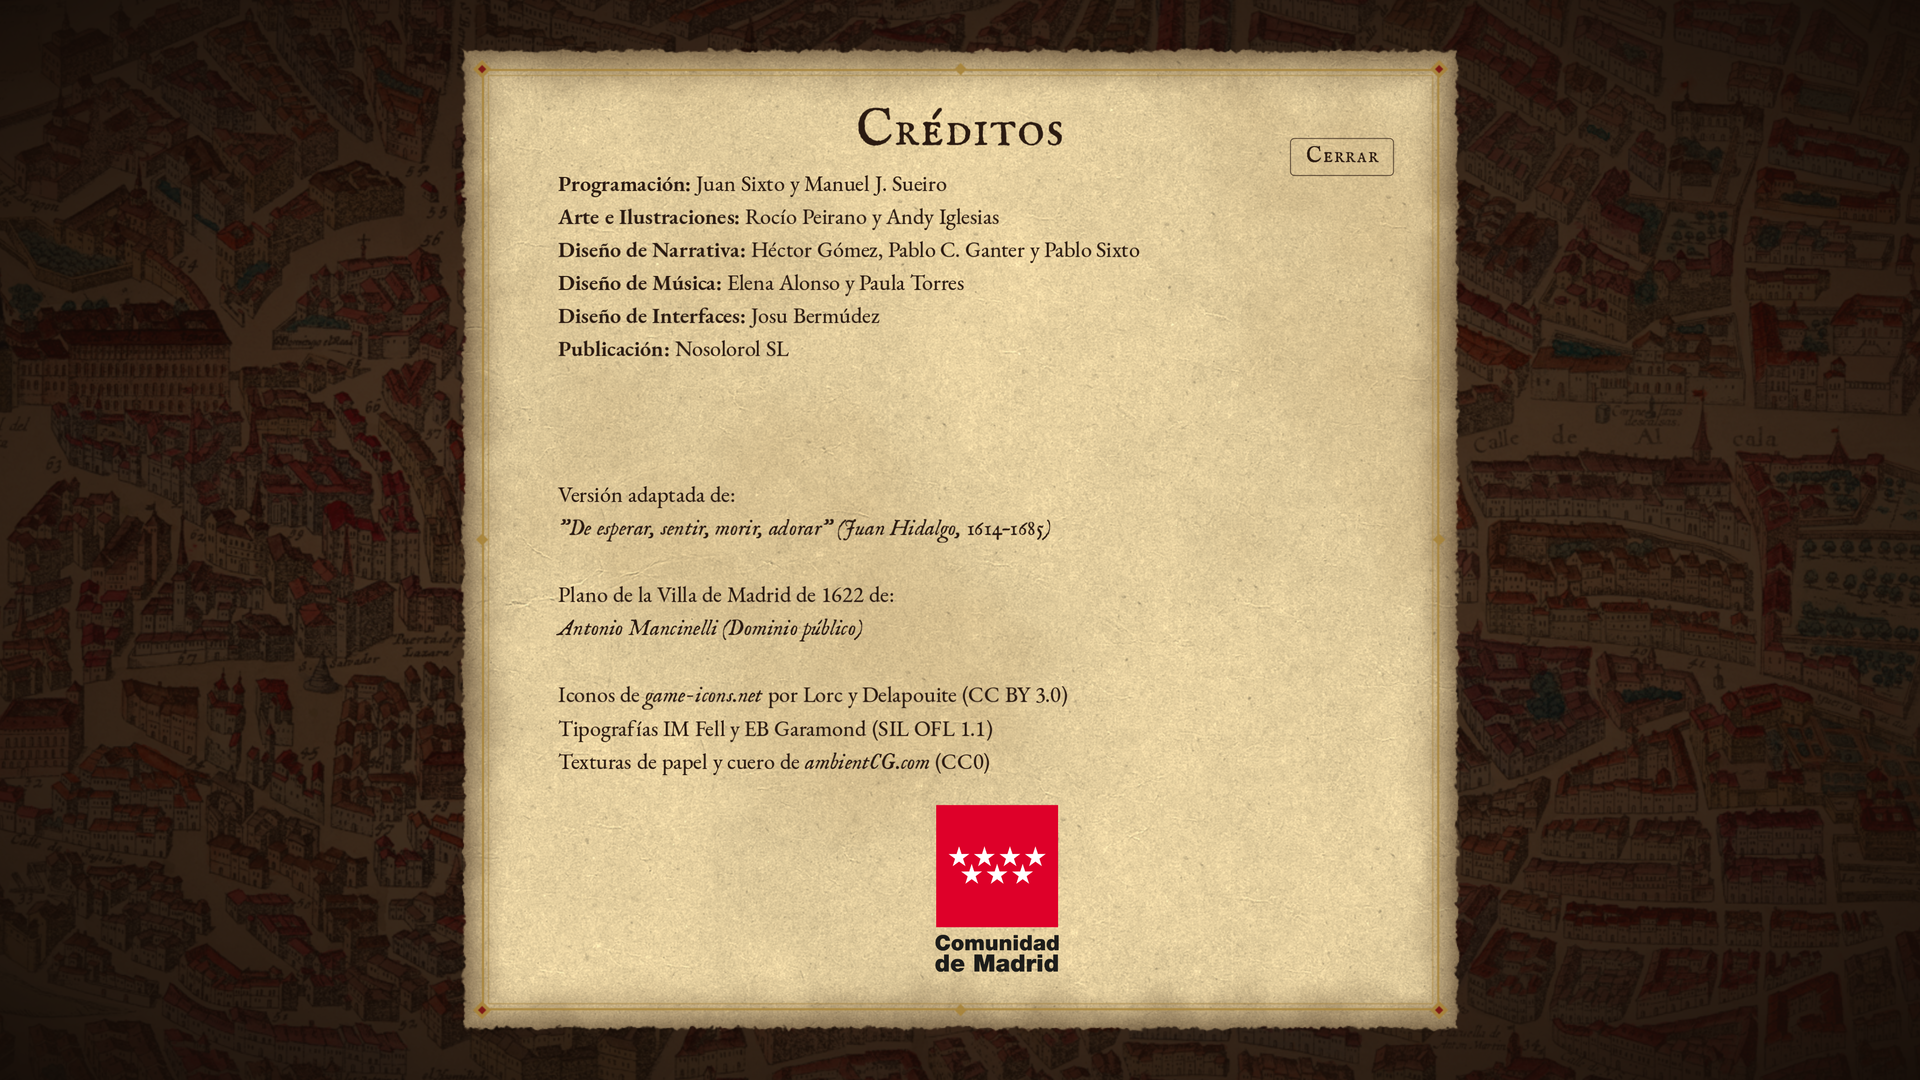 Créditos
Cerrar
Programación: Juan Sixto y Manuel J. Sueiro
Arte e Ilustraciones: Rocío Peirano y Andy Iglesias
Diseño de Narrativa: Héctor Gómez, Pablo C. Ganter y Pablo Sixto
Diseño de Música: Elena Alonso y Paula Torres
Diseño de Interfaces: Josu Bermúdez
Publicación: Nosolorol SL
Versión adaptada de:
”De esperar, sentir, morir, adorar” (Juan Hidalgo, 1614-1685)
Plano de la Villa de Madrid de 1622 de:
Antonio Mancinelli (Dominio público)
Iconos de game-icons.net por Lorc y Delapouite (CC BY 3.0)
Tipografías IM Fell y EB Garamond (SIL OFL 1.1)
Texturas de papel y cuero de ambientCG.com (CC0)
Comunidad
de Madrid
Calle de Al cala